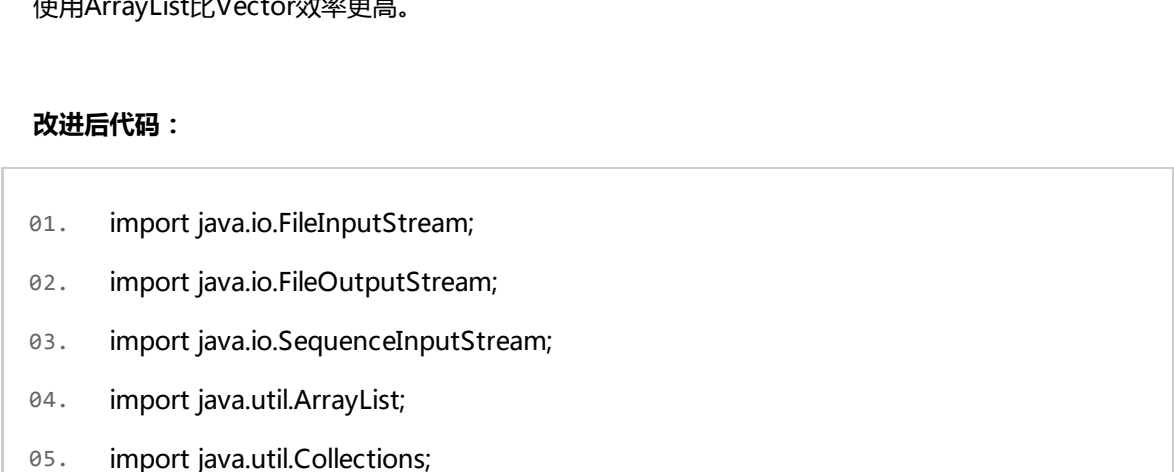 使用ArrayList比Vector效率更高。
改进后代码：
01. import java.io.FileInputStream;
02. import java.io.FileOutputStream;
03. import java.io.SequenceInputStream;
04. import java.util.ArrayList;
05. import java.util.Collections;